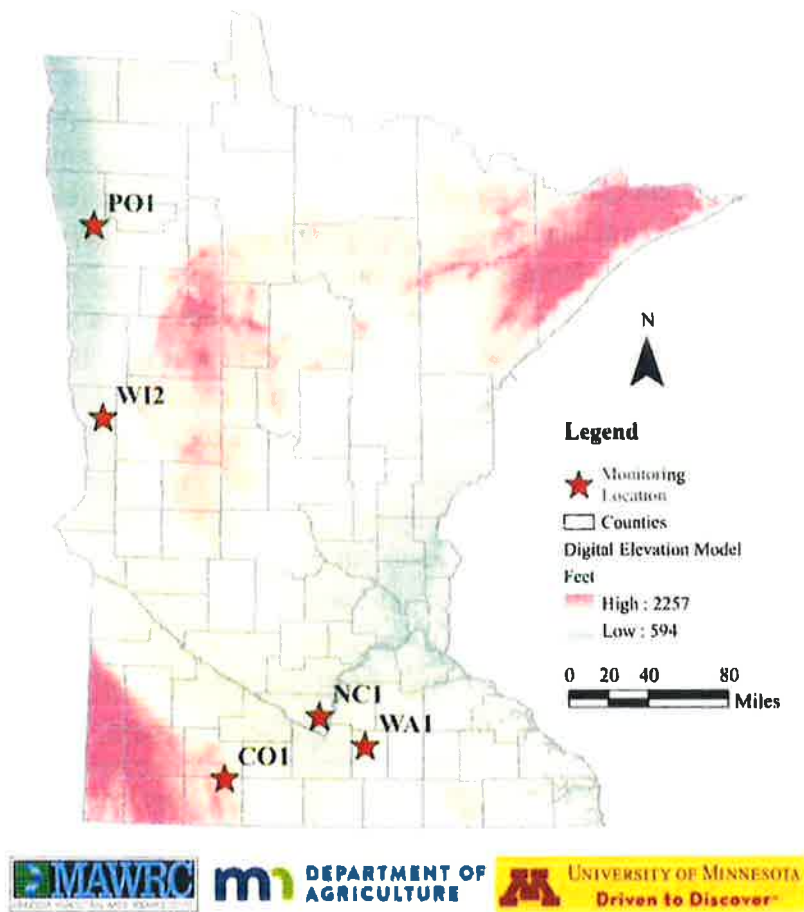 PO1
WI2
NC1
WA1
CO1
N
Legend
Monitoring
Location
Counties
Digital Elevation Model
Feet
High : 2257
Low : 594
0 20 40 80
Miles
MAWRC
DEPARTMENT OF
AGRICULTURE
UNIVERSITY OF MINNESOTA
Driven to Discover